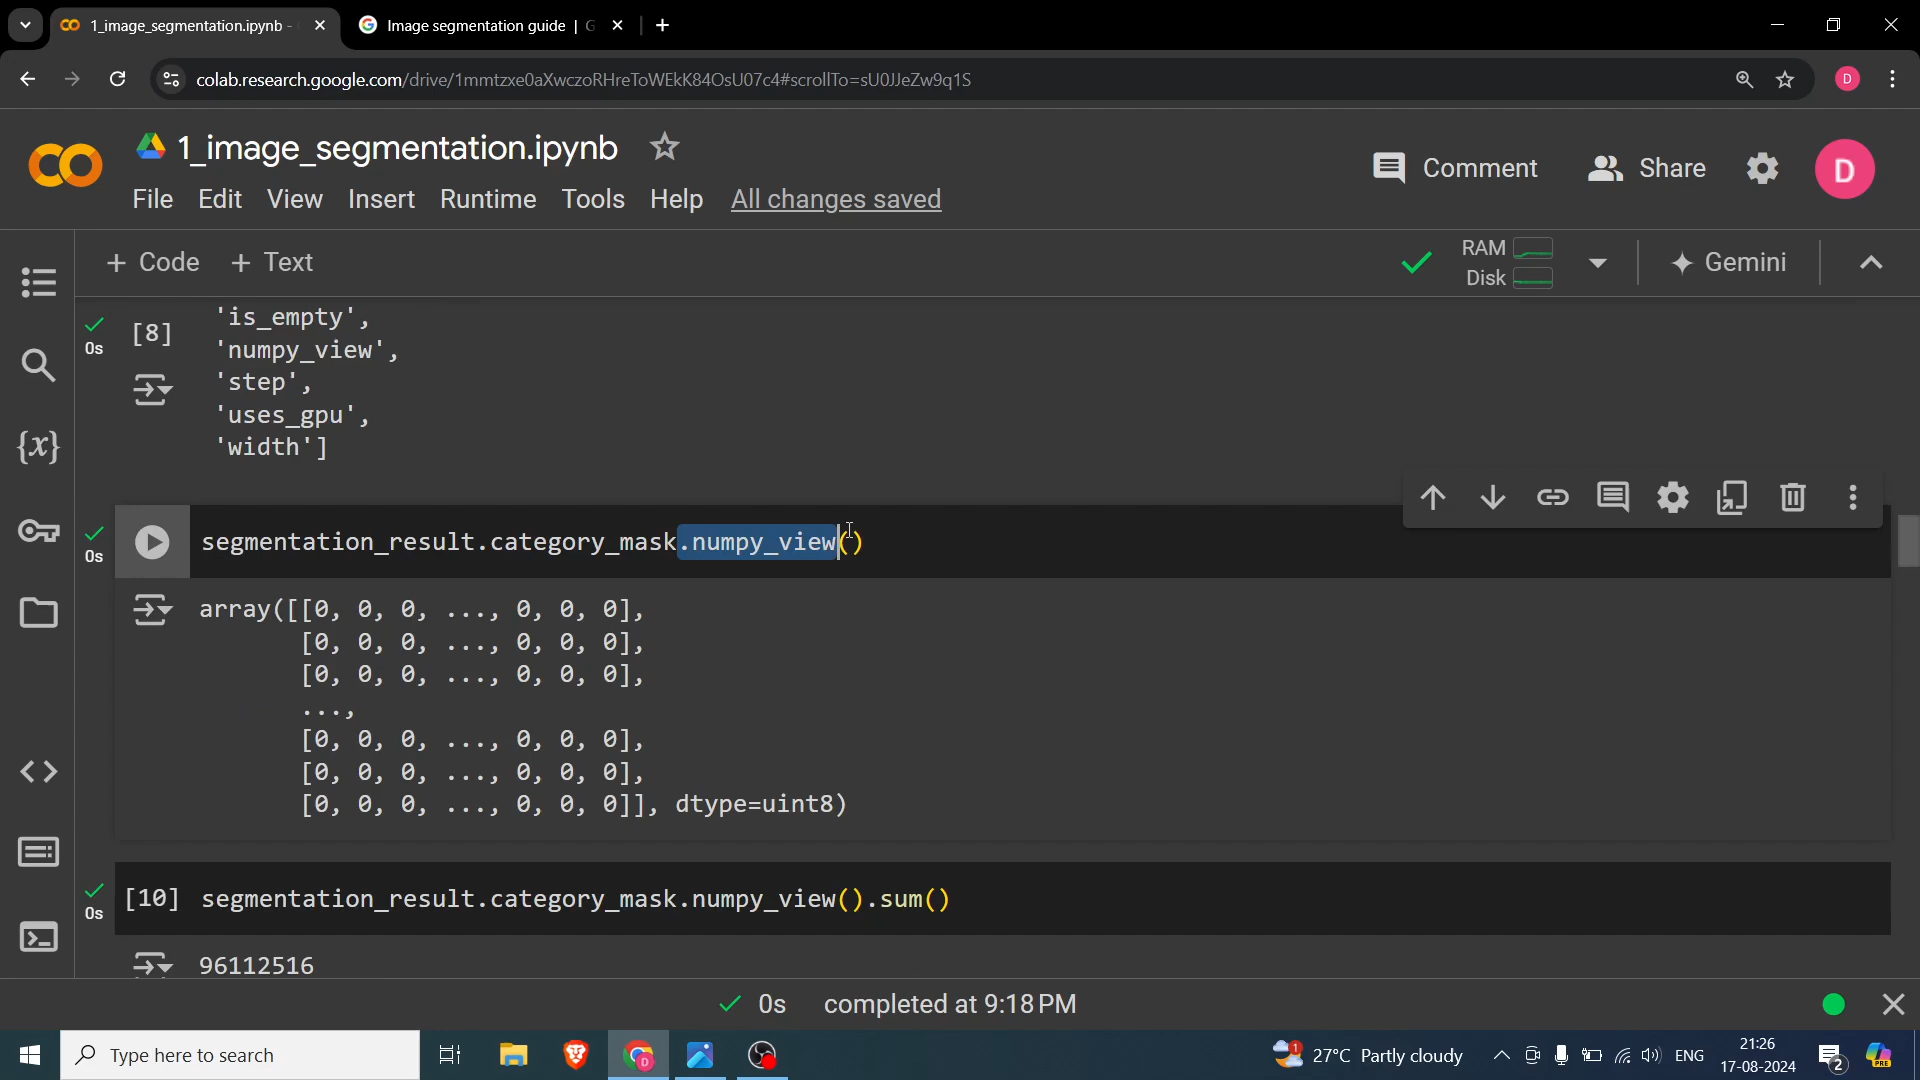 1_image_segmentation.ipynb -
Image segmentation guide | G
colab.research.google.com/drive/1mmtzxe0aXwczoRHreToWEkK84OsU07c4#scrollTo=sU0JJeZw9q1S
D
1_image_segmentation.ipynb
Comment
Share
D
File Edit View Insert Runtime Tools Help All changes saved
+ Code + Text
RAM
Disk
Gemini
'is_empty',
0s
[8]
'numpy_view',
'step',
'uses_gpu',
'width']
{x}
segmentation_result.category_mask.numpy_view()
0s
array([[0, 0, 0, ..., 0, 0, 0],
[0, 0, 0, ..., 0, 0, 0],
[0, 0, 0, ..., 0, 0, 0],
...,
[0, 0, 0, ..., 0, 0, 0],
[0, 0, 0, ..., 0, 0, 0],
[0, 0, 0, ..., 0, 0, 0]], dtype=uint8)
0s
[10] segmentation_result.category_mask.numpy_view().sum()
96112516
0s completed at 9:18 PM
Type here to search
D
1
27°C Partly cloudy
ENG
21:26
17-08-2024
2
PRE